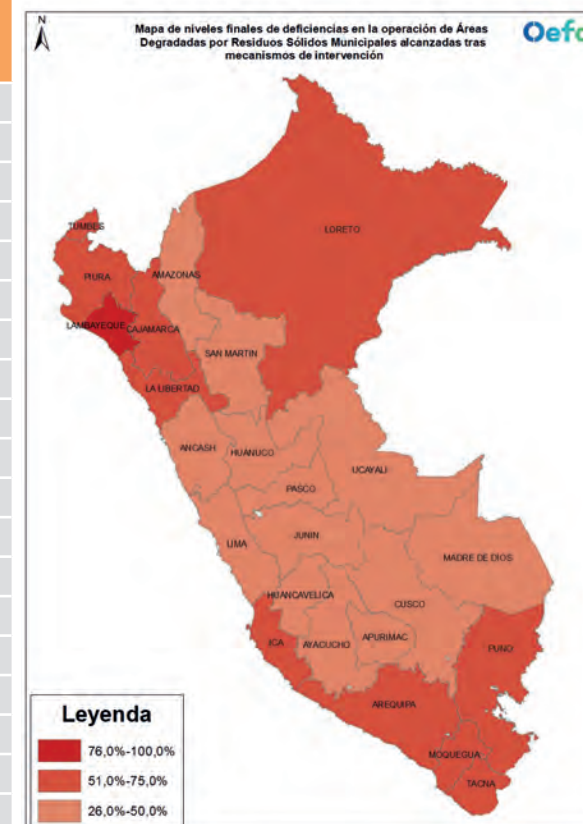 N
Mapa de niveles finales de deficiencias en la operación de Áreas
Degradadas por Residuos Sólidos Municipales alcanzadas tras
mecanismos de intervención
Oefa
LORETO
TUMBES
AMAZONAS
PIURA
LAMBAYEQUE
CAJAMARCA
SAN MARTIN
LA LIBERTAD
ANCASH
HUANUCO
UCAYALI
PASCO
JUNIN
LIMA
MADRE DE DIOS
HUANCAVELICA
CUSCO
ICA
AYACUCHO
APURIMAC
PUNO
AREQUIPA
MOQUEGUA
TACNA
Leyenda
76,0%-100,0%
51,0%-75,0%
26,0%-50,0%